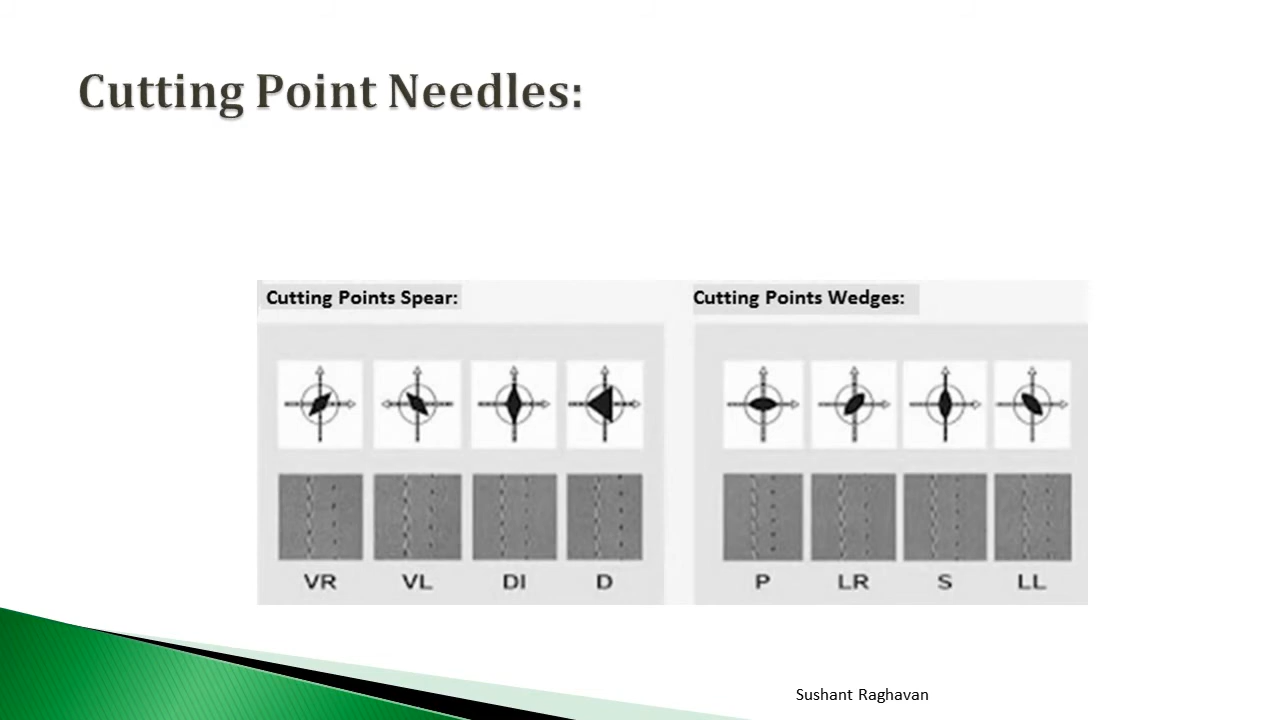 Cutting Point Needles:
Cutting Points Spear:
VR VL DI D
Cutting Points Wedges:
P LR S LL
Sushant Raghavan